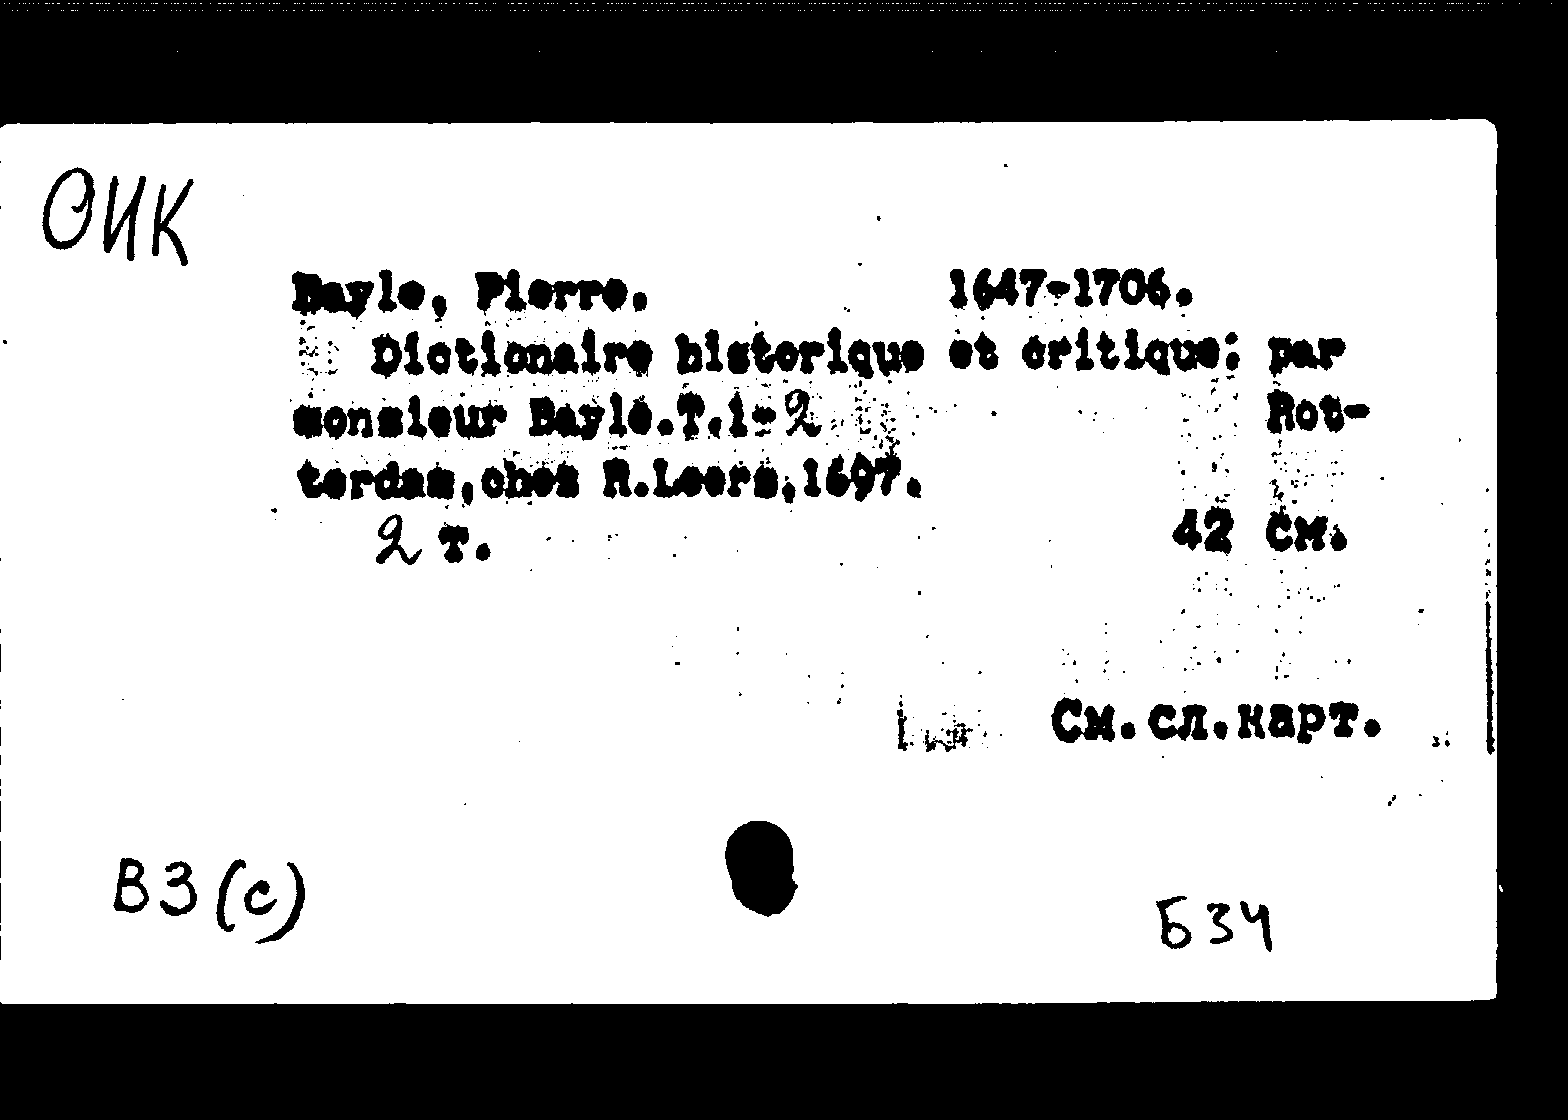 ОИК
Bayle, Pierre. 1647-1706.
Dictionaire historique et critique: par
monsieur Bayle.T.1-2 Rot-
terdam,chez R.Leers,1697.
2 т. 42 см.
См.сл.карт.
В3(с)
Б34